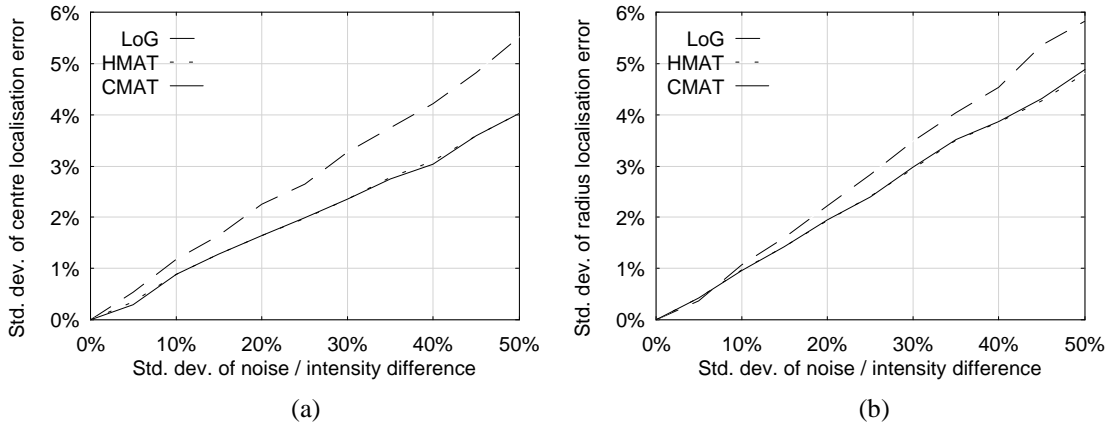 6%
5%
4%
3%
2%
1%
0%
0% 10% 20% 30% 40% 50%
Std. dev. of centre localisation error
Std. dev. of noise / intensity difference
LoG
HMAT
CMAT
(a)
6%
5%
4%
3%
2%
1%
0%
0% 10% 20% 30% 40% 50%
Std. dev. of radius localisation error
Std. dev. of noise / intensity difference
LoG
HMAT
CMAT
(b)